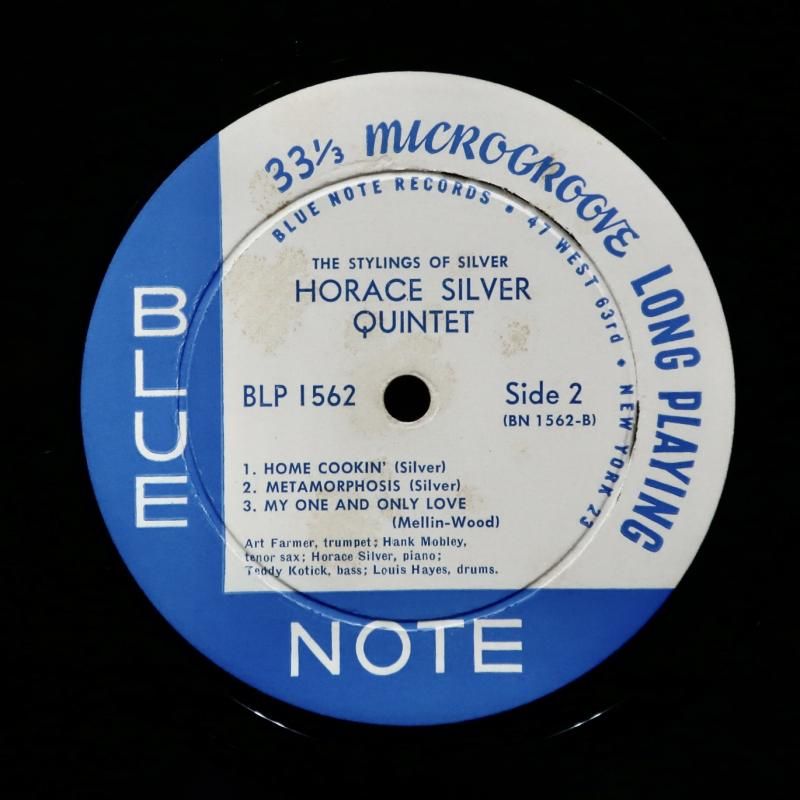 33⅓ MICROGROOVE LONG PLAYING
BLUE NOTE RECORDS • 47 WEST 63rd • NEW YORK 23
THE STYLINGS OF SILVER
HORACE SILVER
QUINTET
BLP 1562
Side 2
(BN 1562-B)
1. HOME COOKIN' (Silver)
2. METAMORPHOSIS (Silver)
3. MY ONE AND ONLY LOVE
(Mellin-Wood)
Art Farmer, trumpet; Hank Mobley,
tenor sax; Horace Silver, piano;
Teddy Kotick, bass; Louis Hayes, drums.
BLUE
NOTE